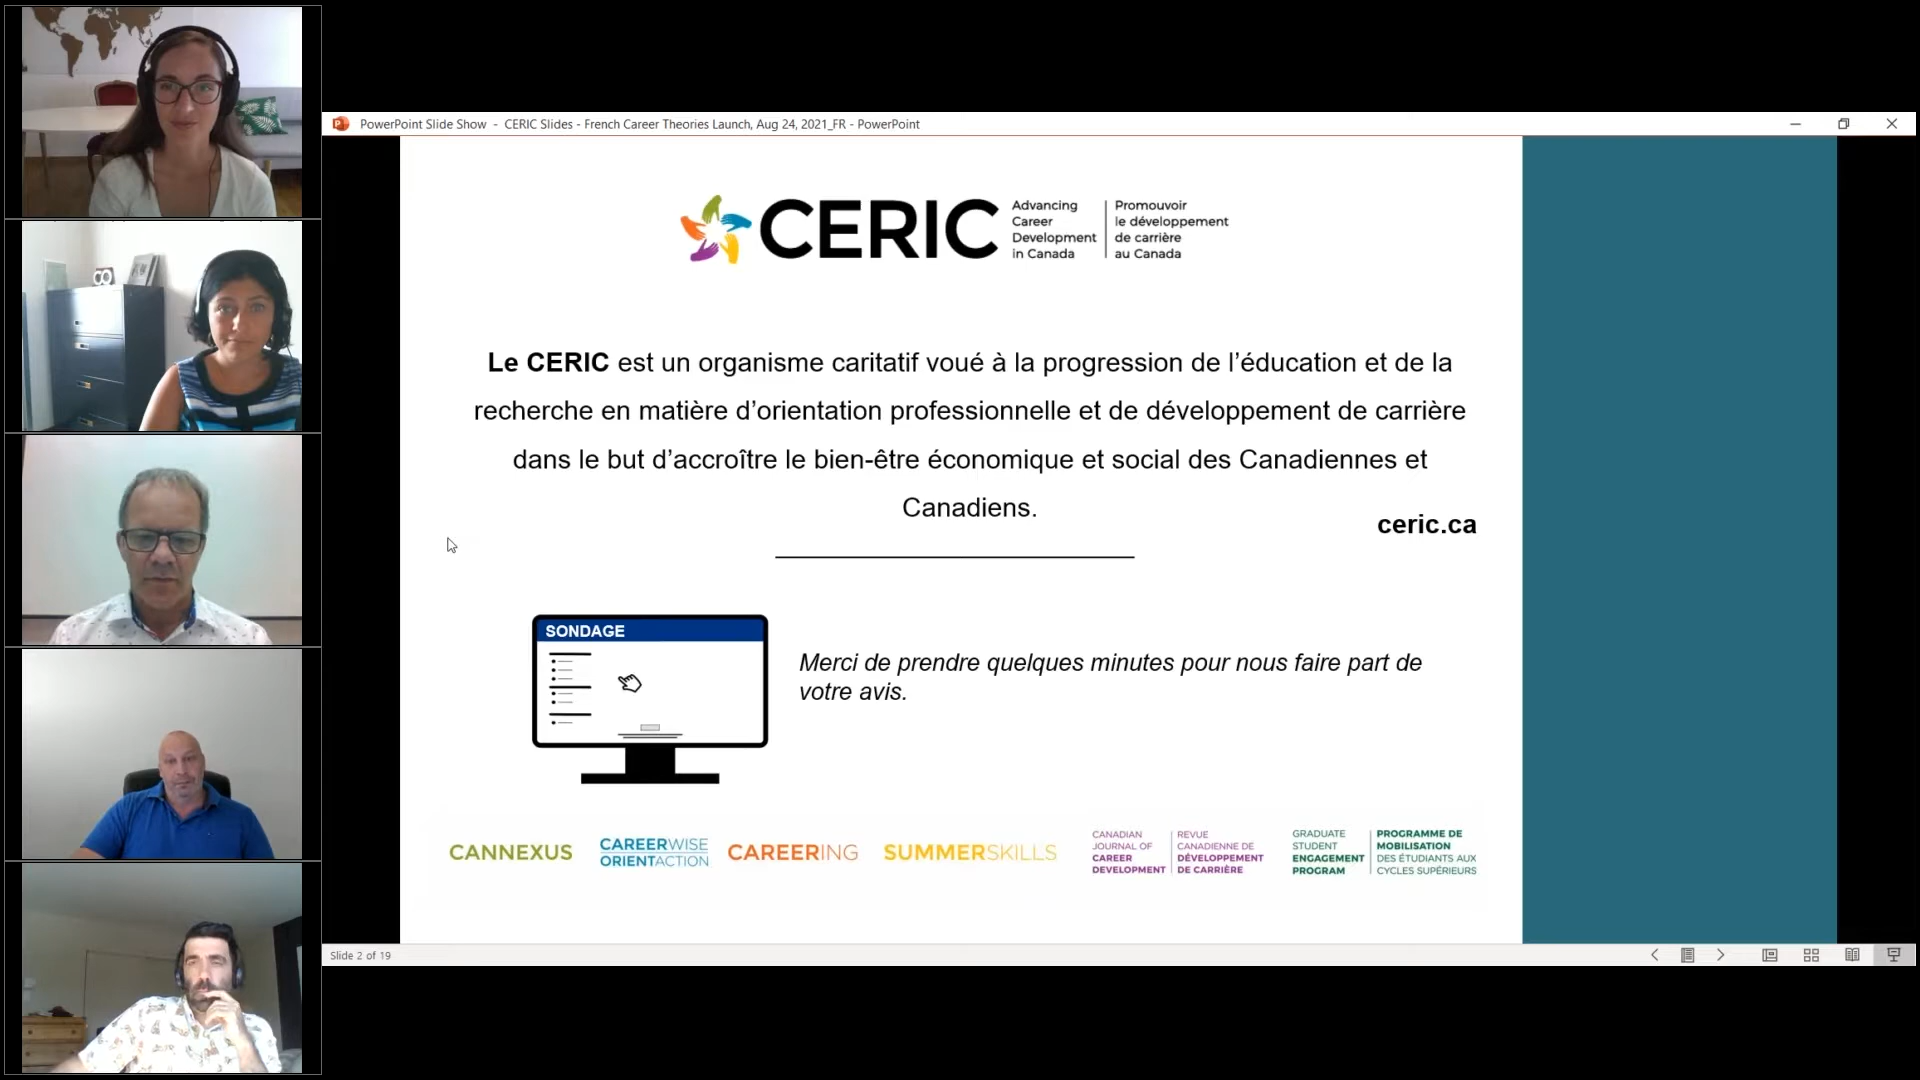 PowerPoint Slide Show - CERIC Slides - French Career Theories Launch, Aug 24, 2021_FR - PowerPoint
CERIC
Advancing
Career
Development
in Canada
Promouvoir
le développement
de carrière
au Canada
Le CERIC est un organisme caritatif voué à la progression de l’éducation et de la
recherche en matière d’orientation professionnelle et de développement de carrière
dans le but d’accroître le bien-être économique et social des Canadiennes et
Canadiens.
ceric.ca
SONDAGE
Merci de prendre quelques minutes pour nous faire part de
votre avis.
CANNEXUS
CAREERWISE
ORIENTACTION
CAREERING
SUMMERSKILLS
CANADIAN
JOURNAL OF
CAREER
DEVELOPMENT
REVUE
CANADIENNE DE
DÉVELOPPEMENT
DE CARRIÈRE
GRADUATE
STUDENT
ENGAGEMENT
PROGRAM
PROGRAMME DE
MOBILISATION
DES ÉTUDIANTS AUX
CYCLES SUPÉRIEURS
Slide 2 of 19